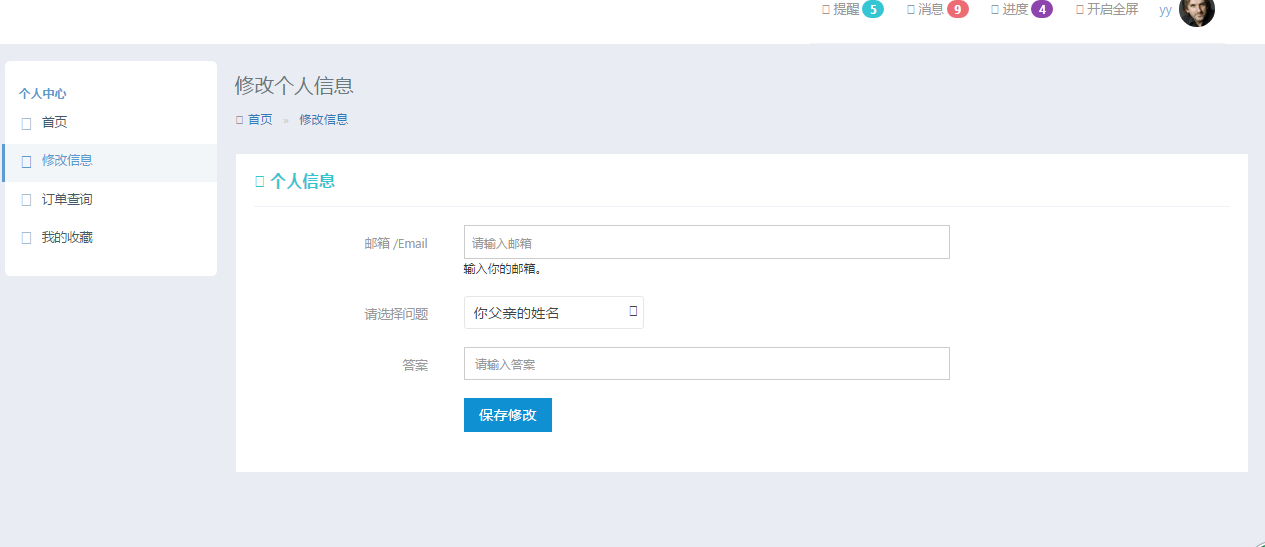 提醒 5 消息 9 进度 4 开启全屏 yy
个人中心
首页
修改信息
订单查询
我的收藏
修改个人信息
首页 » 修改信息
个人信息
邮箱 /Email 请输入邮箱
输入你的邮箱。
请选择问题 你父亲的姓名
答案 请输入答案
保存修改